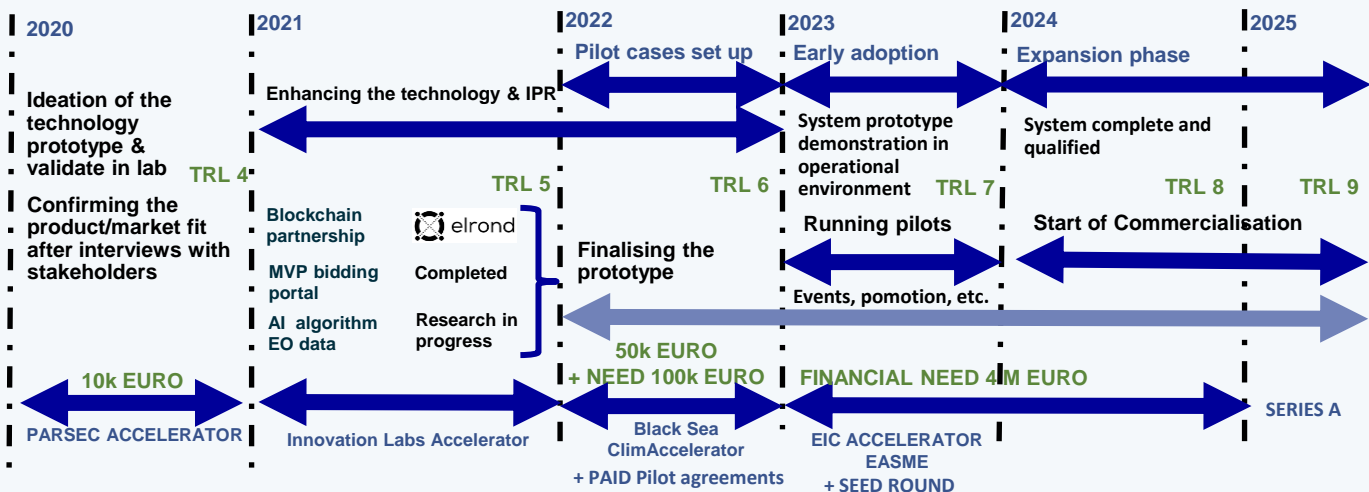 2020
2021
2022
2023
2024
2025
Pilot cases set up
Early adoption
Expansion phase
Ideation of the
technology
prototype &
validate in lab
TRL 4
Confirming the
product/market fit
after interviews with
stakeholders
Enhancing the technology & IPR
TRL 5
Blockchain
partnership
elrond
MVP bidding
portal
Completed
AI algorithm
EO data
Research in
progress
TRL 6
Finalising the
prototype
System prototype
demonstration in
operational
environment
TRL 7
Running pilots
System complete and
qualified
TRL 8
TRL 9
Start of Commercialisation
Events, pomotion, etc.
10k EURO
50k EURO
+ NEED 100k EURO
FINANCIAL NEED 4 M EURO
PARSEC ACCELERATOR
Innovation Labs Accelerator
Black Sea
ClimAccelerator
+ PAID Pilot agreements
EIC ACCELERATOR
EASME
+ SEED ROUND
SERIES A